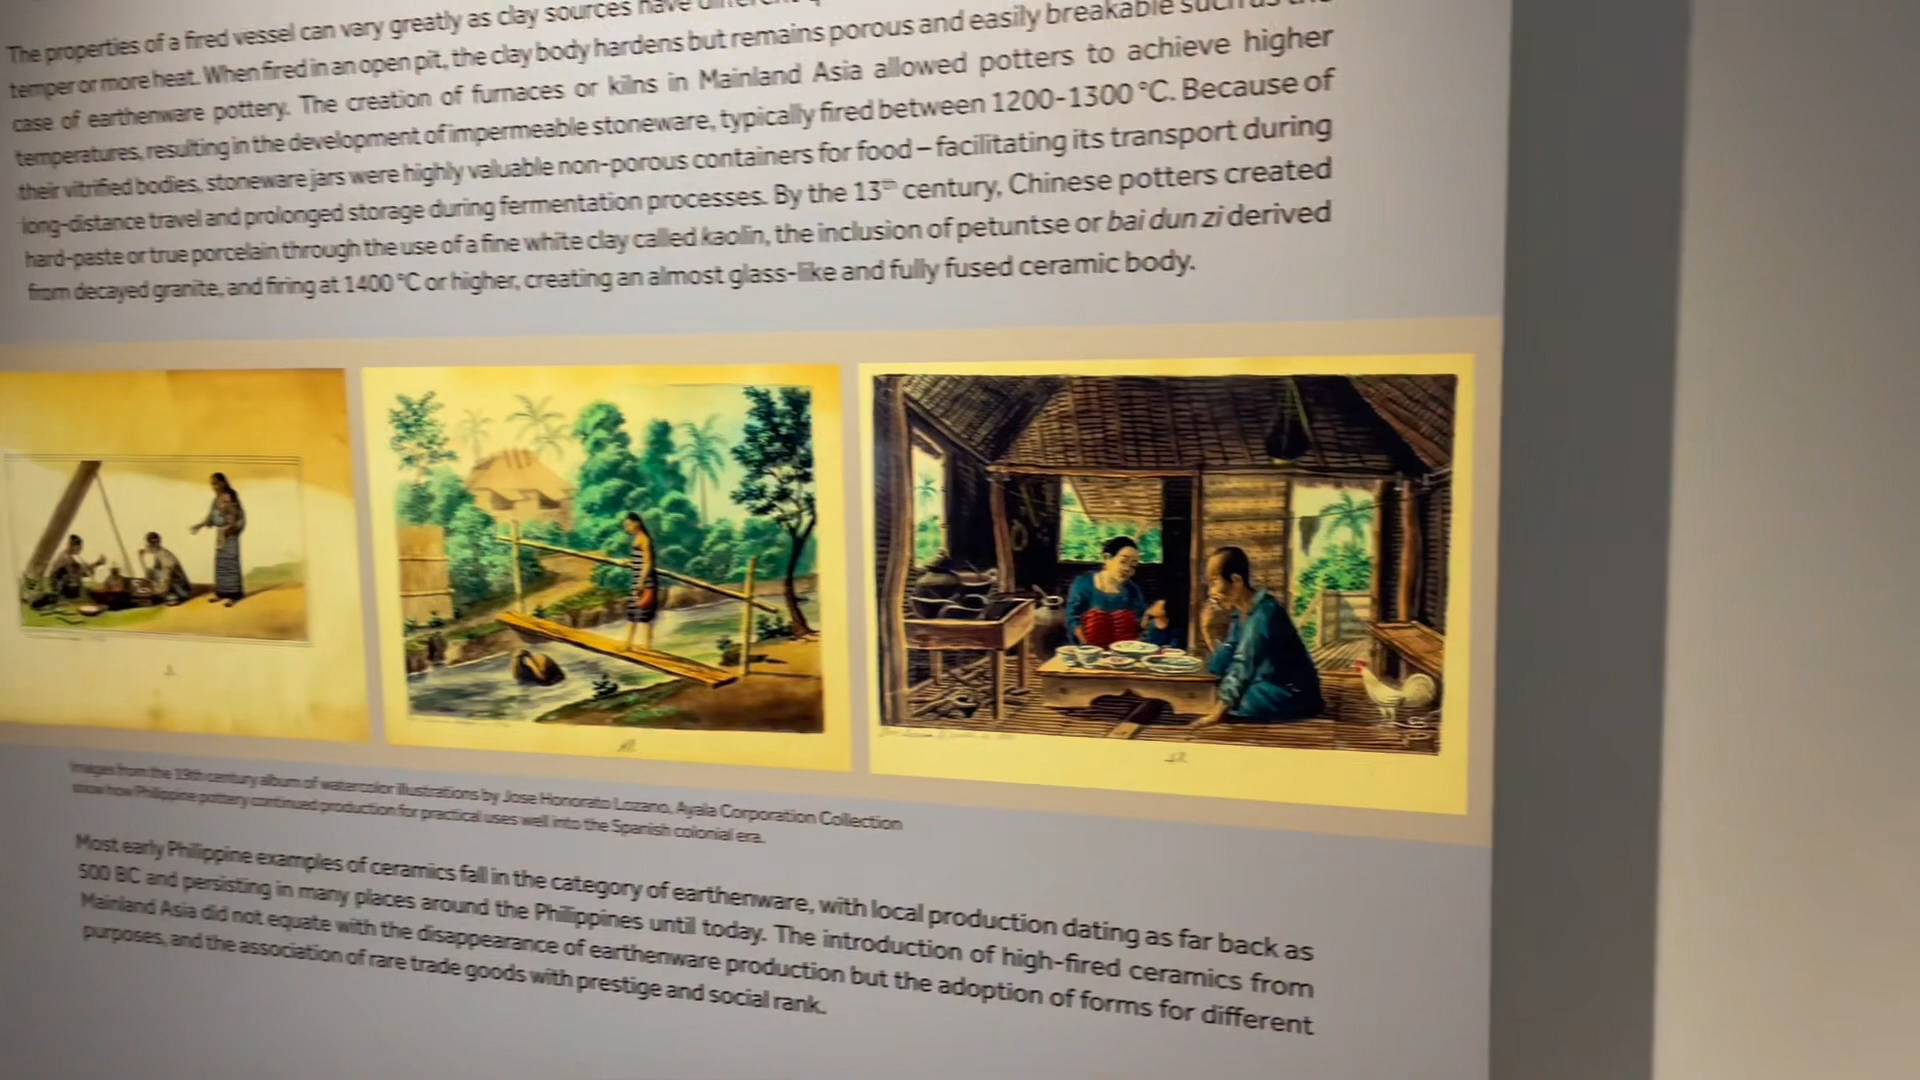 The properties of a fired vessel can vary greatly as clay sources have
temper or more heat. When fired in an open pit, the clay body hardens but remains porous and easily breakable such as the
case of earthenware pottery. The creation of furnaces or kilns in Mainland Asia allowed potters to achieve higher
temperatures, resulting in the development of impermeable stoneware, typically fired between 1200-1300 °C. Because of
their vitrified bodies, stoneware jars were highly valuable non-porous containers for food – facilitating its transport during
long-distance travel and prolonged storage during fermentation processes. By the 13th century, Chinese potters created
hard-paste or true porcelain through the use of a fine white clay called kaolin, the inclusion of petuntse or bai dun zi derived
from decayed granite, and firing at 1400 °C or higher, creating an almost glass-like and fully fused ceramic body.
Images from the 19th century album of watercolor illustrations by Jose Honorato Lozano, Ayala Corporation Collection
show how Philippine pottery continued production for practical uses well into the Spanish colonial era.
Most early Philippine examples of ceramics fall in the category of earthenware, with local production dating as far back as
500 BC and persisting in many places around the Philippines until today. The introduction of high-fired ceramics from
Mainland Asia did not equate with the disappearance of earthenware production but the adoption of forms for different
purposes, and the association of rare trade goods with prestige and social rank.